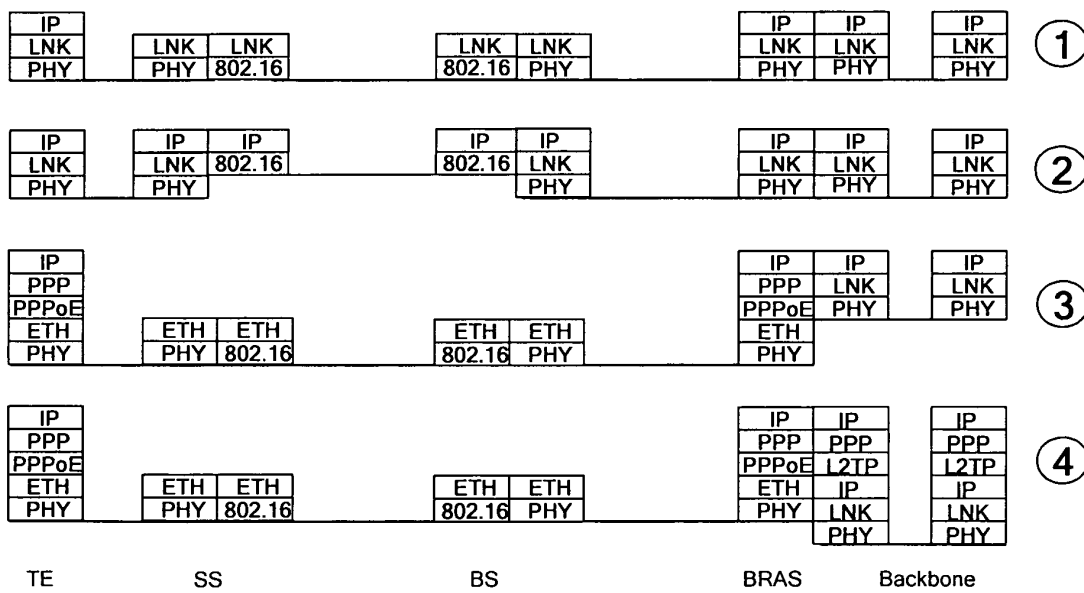 IP IP IP IP
LNK LNK LNK LNK LNK LNK LNK LNK
PHY PHY 802.16 802.16 PHY PHY PHY PHY
1
IP IP IP IP IP IP IP IP
LNK LNK 802.16 802.16 LNK LNK LNK LNK
PHY PHY PHY PHY PHY PHY
2
IP IP IP IP
PPP PPP LNK LNK
PPPoE PPPoE PHY PHY
ETH ETH ETH ETH ETH ETH
PHY PHY 802.16 802.16 PHY PHY
3
IP IP IP IP
PPP PPP PPP PPP
PPPoE PPPoE L2TP L2TP
ETH ETH ETH ETH ETH ETH IP IP
PHY PHY 802.16 802.16 PHY PHY LNK LNK
PHY PHY
4
TE SS BS BRAS Backbone